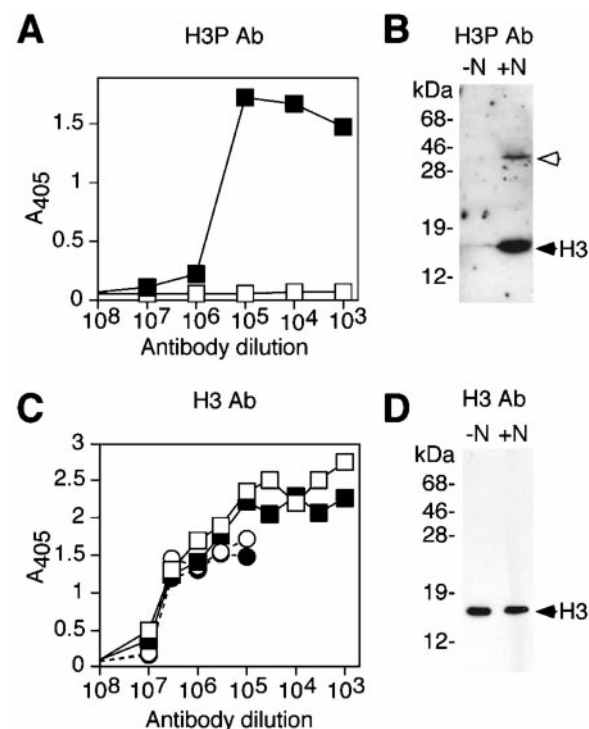 A
H3P Ab
1.5
1
0.5
0
A405
10⁸ 10⁷ 10⁶ 10⁵ 10⁴ 10³
Antibody dilution
B
H3P Ab
-N +N
kDa
68-
46-
28-
19-
H3
12-
C
H3 Ab
3
2.5
2
1.5
1
0.5
0
A405
10⁸ 10⁷ 10⁶ 10⁵ 10⁴ 10³
Antibody dilution
D
H3 Ab
-N +N
kDa
68-
46-
28-
19-
H3
12-